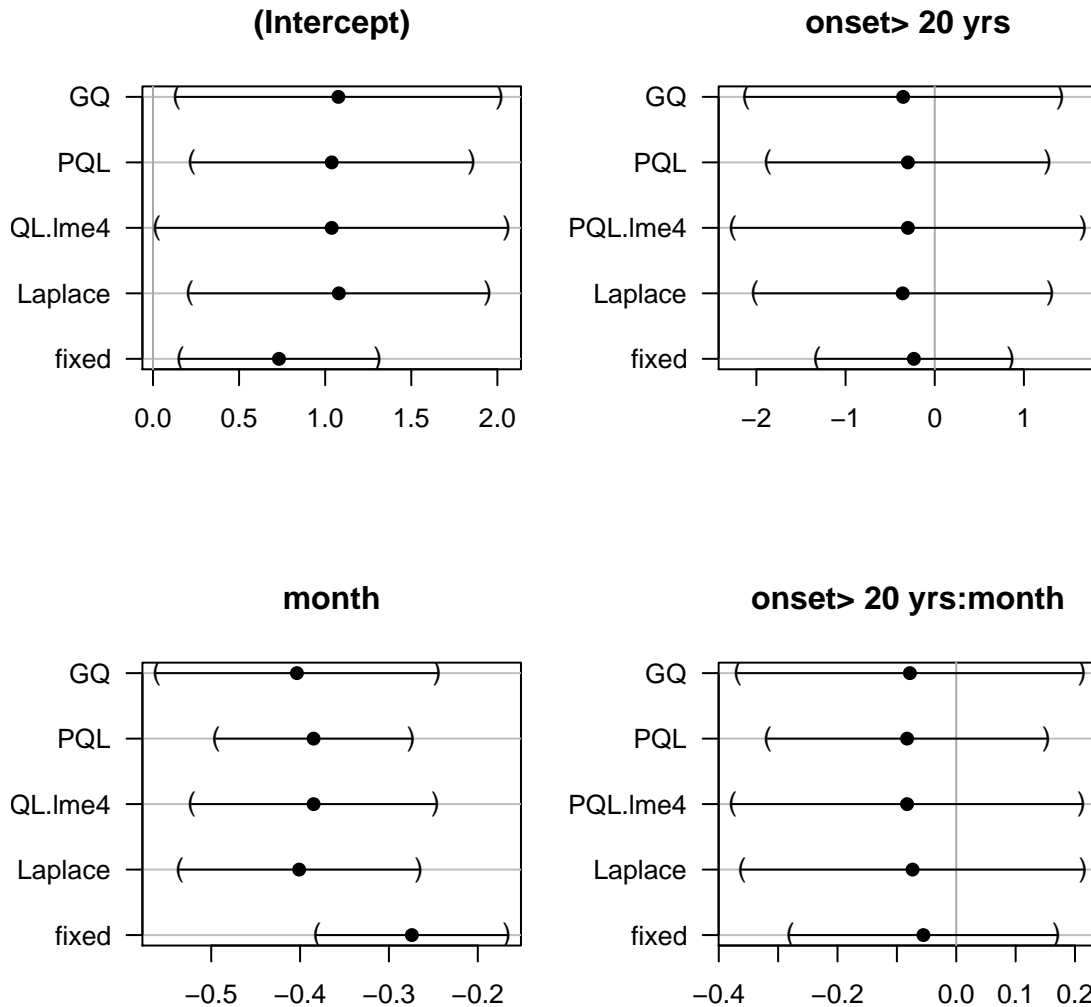 (Intercept)
GQ
PQL
QL.lme4
Laplace
fixed
0.0 0.5 1.0 1.5 2.0
onset> 20 yrs
GQ
PQL
PQL.lme4
Laplace
fixed
−2 −1 0 1
month
GQ
PQL
QL.lme4
Laplace
fixed
−0.5 −0.4 −0.3 −0.2
onset> 20 yrs:month
GQ
PQL
PQL.lme4
Laplace
fixed
−0.4 −0.2 0.0 0.1 0.2